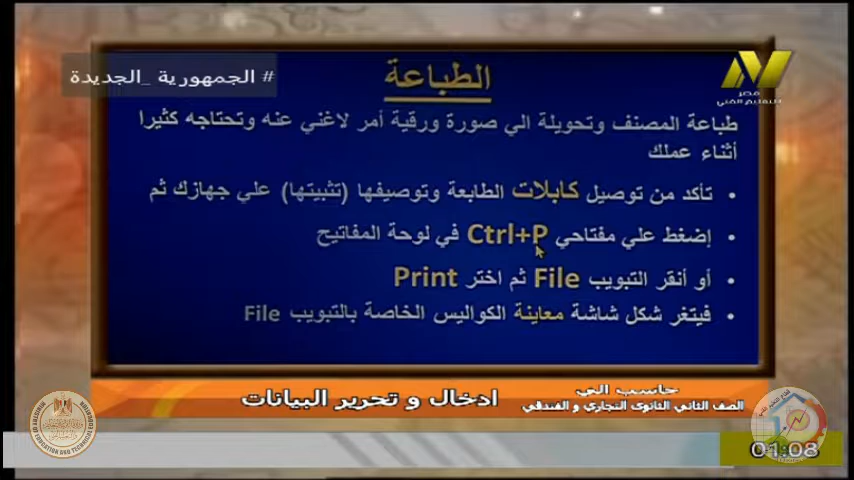 # الجمهورية _الجديدة
الطباعة
مصر
التعليم الفني
طباعة المصنف وتحويلة الي صورة ورقية أمر لاغني عنه وتحتاجه كثيرا
أثناء عملك
• تأكد من توصيل كابلات الطابعة وتوصيفها (تثبيتها) علي جهازك ثم
• إضغط علي مفتاحي Ctrl+P في لوحة المفاتيح
• أو أنقر التبويب File ثم اختر Print
• فيتغر شكل شاشة معاينة الكواليس الخاصة بالتبويب File
حاسب الي
الصف الثاني الثانوى التجاري و الفندقي
ادخال و تحرير البيانات
01:08